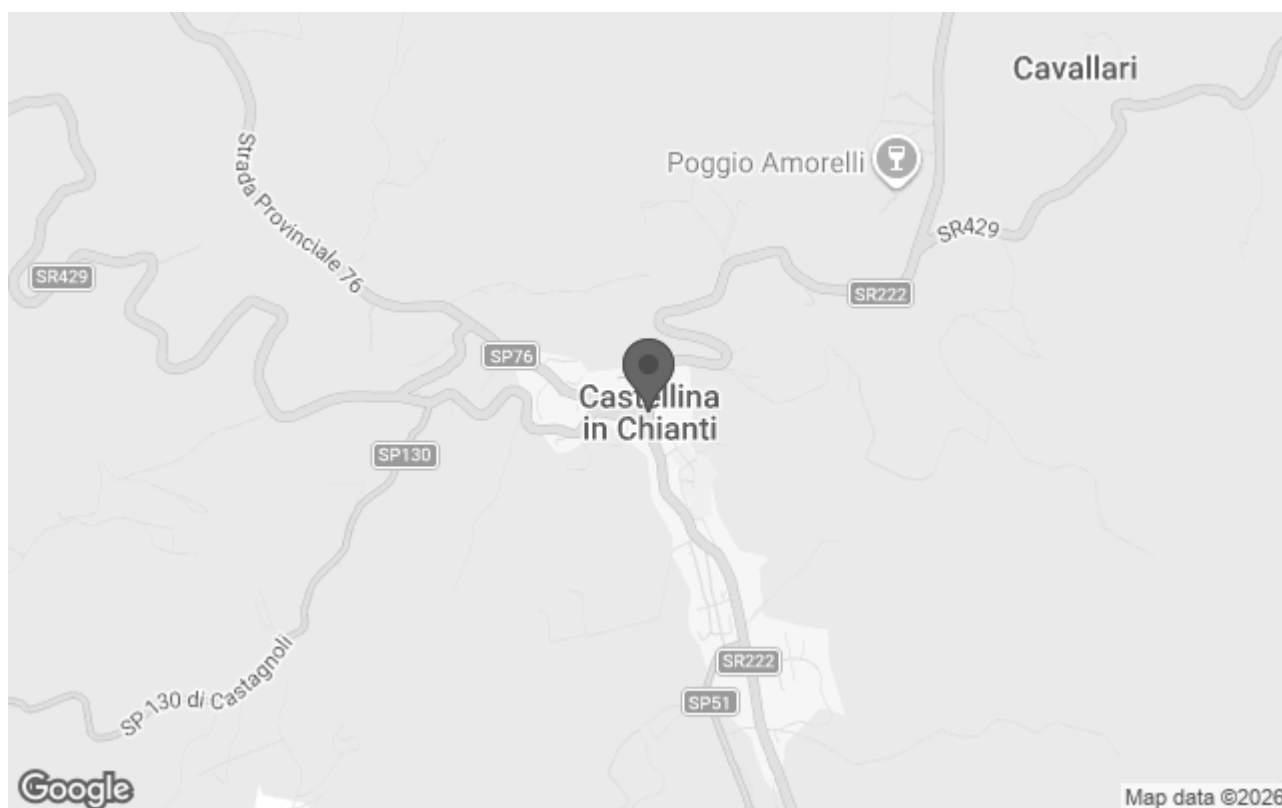 Cavallari
Poggio Amorelli
Strada Provinciale 76
SR429
SR429
SR222
SP76
Castellina
in Chianti
SP130
SP 130 di Castagnoli
SR222
SP51
Google
Map data ©2026